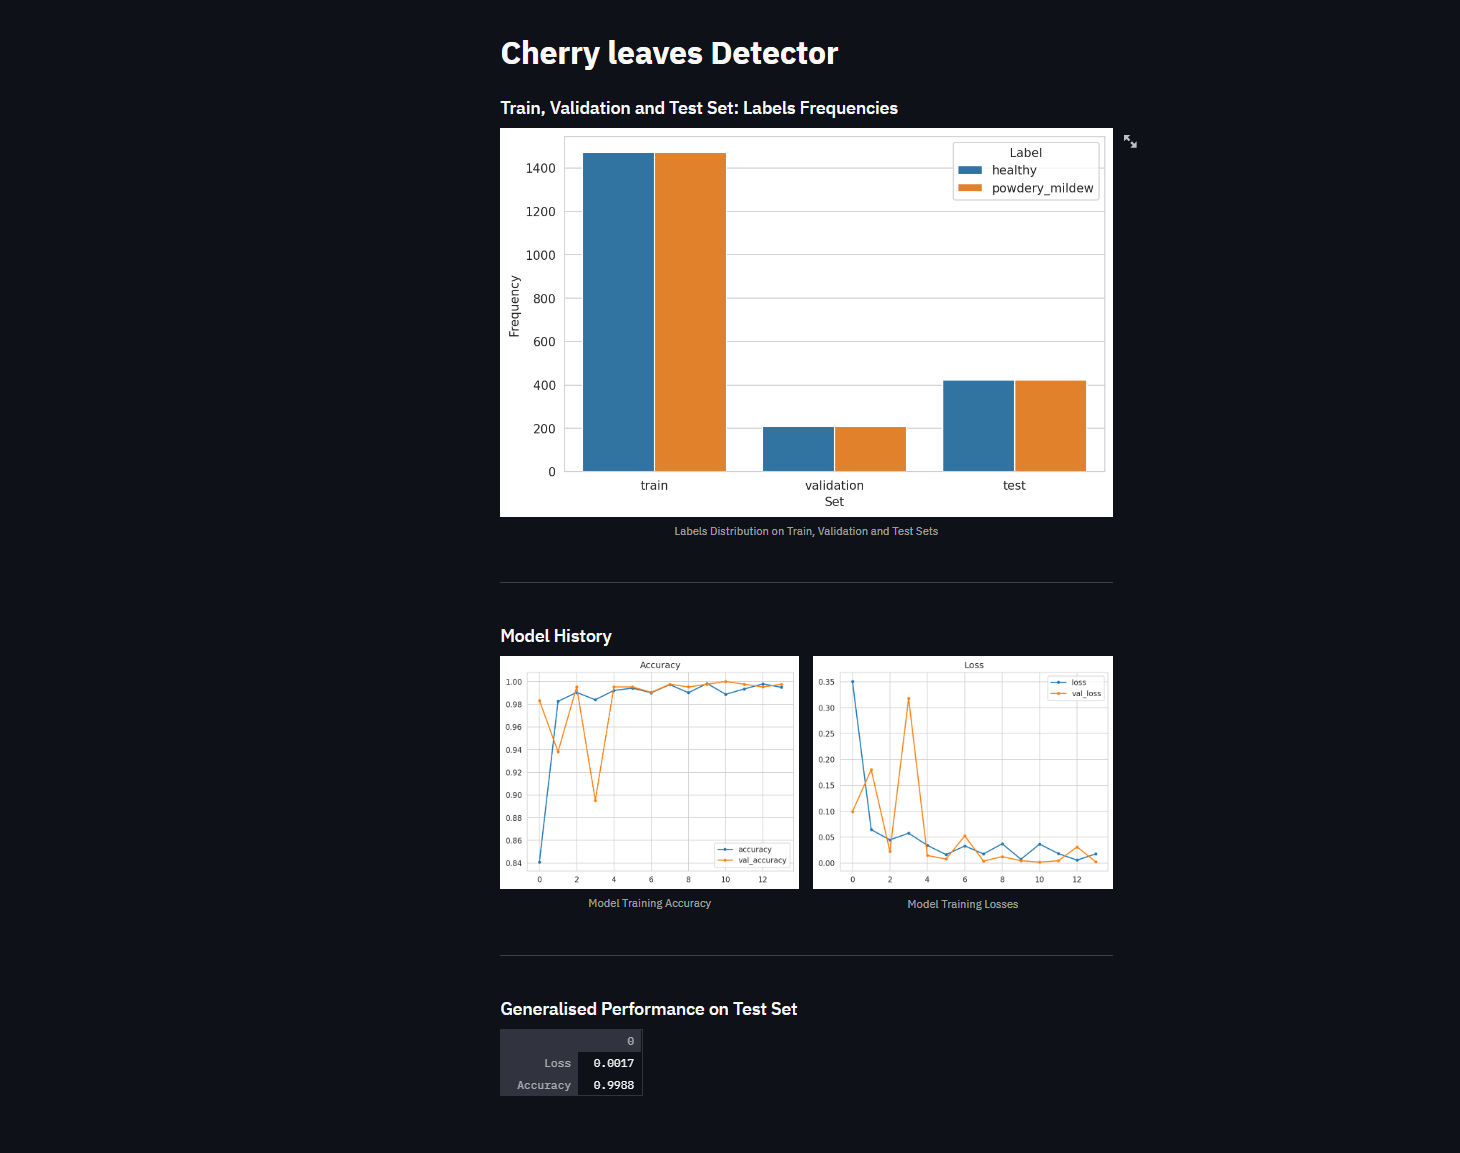 Cherry leaves Detector
Train, Validation and Test Set: Labels Frequencies
Label
healthy
powdery_mildew
1400
1200
1000
800
600
400
200
0
Frequency
train validation test
Set
Labels Distribution on Train, Validation and Test Sets
Model History
Accuracy
1.00
0.98
0.96
0.94
0.92
0.90
0.88
0.86
0.84
accuracy
val_accuracy
0 2 4 6 8 10 12
Model Training Accuracy
Loss
0.35
0.30
0.25
0.20
0.15
0.10
0.05
0.00
loss
val_loss
0 2 4 6 8 10 12
Model Training Losses
Generalised Performance on Test Set
0
Loss 0.0017
Accuracy 0.9988